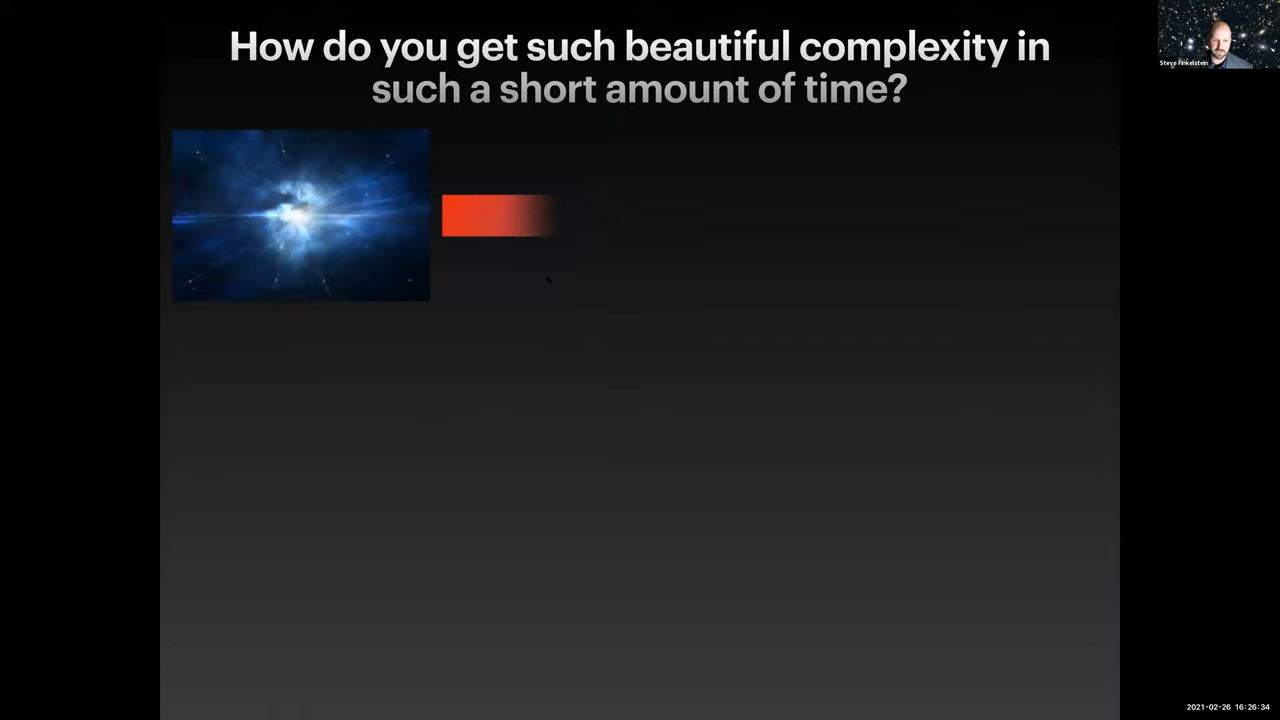 How do you get such beautiful complexity in
such a short amount of time?
Steve Finkelstein
2021-02-26 16:26:34